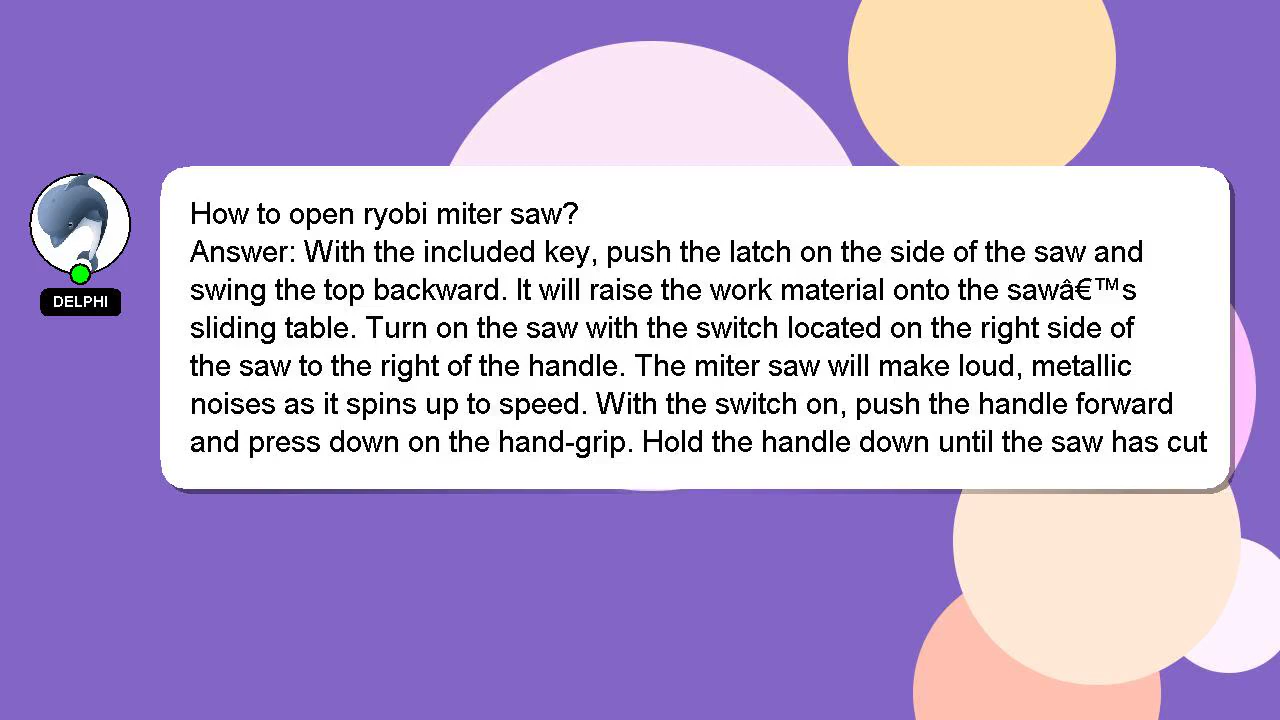 How to open ryobi miter saw?
Answer: With the included key, push the latch on the side of the saw and
swing the top backward. It will raise the work material onto the sawâ€™s
sliding table. Turn on the saw with the switch located on the right side of
the saw to the right of the handle. The miter saw will make loud, metallic
noises as it spins up to speed. With the switch on, push the handle forward
and press down on the hand-grip. Hold the handle down until the saw has cut
DELPHI